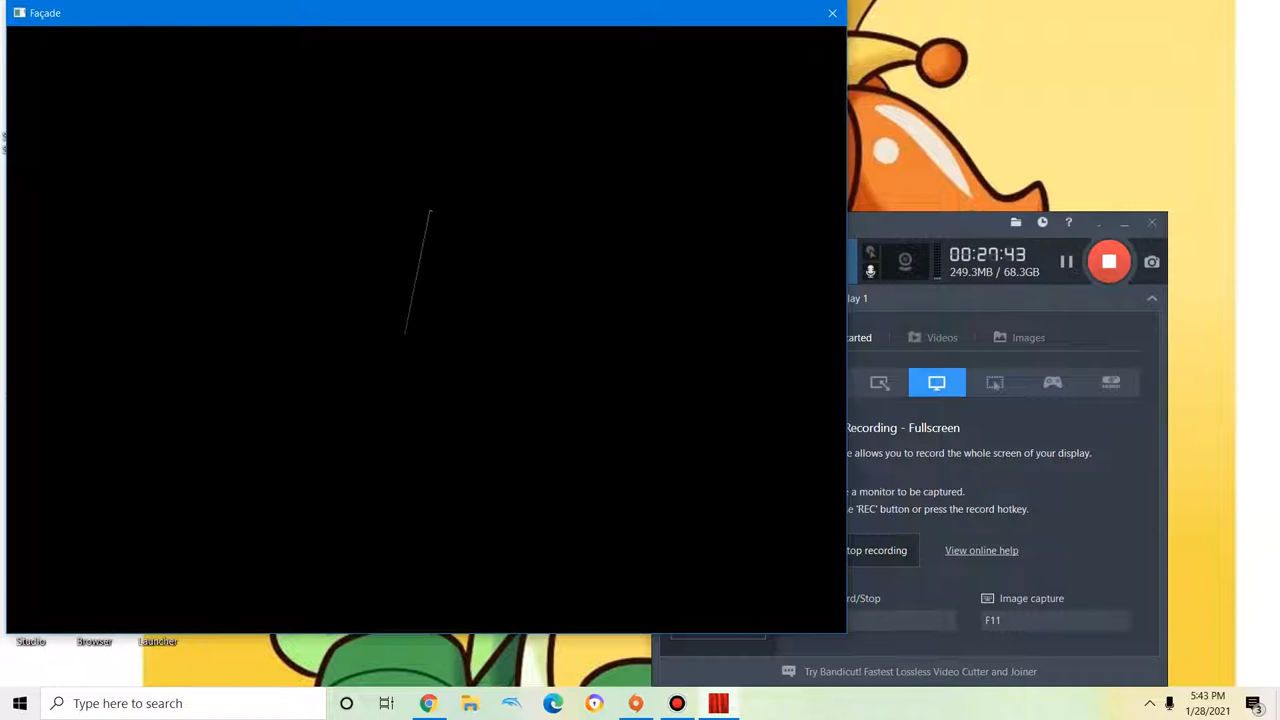 Façade
00:27:43
249.3MB / 68.3GB
lay 1
arted
Videos
Images
Recording - Fullscreen
e allows you to record the whole screen of your display.
e a monitor to be captured.
e 'REC' button or press the record hotkey.
top recording
View online help
rd/Stop
Image capture
F11
Try Bandicut! Fastest Lossless Video Cutter and Joiner
Studio
Browser
Launcher
Type here to search
5:43 PM
1/28/2021
3